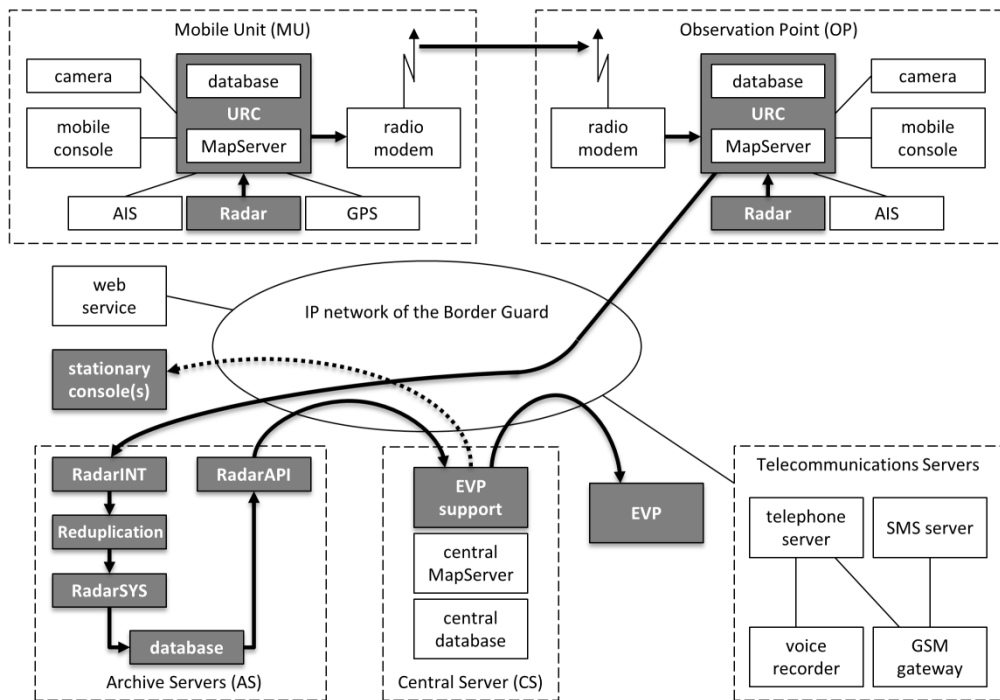 Mobile Unit (MU)
camera
mobile
console
database
URC
MapServer
radio
modem
AIS
Radar
GPS
Observation Point (OP)
radio
modem
database
URC
MapServer
camera
mobile
console
Radar
AIS
web
service
IP network of the Border Guard
stationary
console(s)
RadarINT
RadarAPI
Reduplication
RadarSYS
database
Archive Servers (AS)
EVP
support
central
MapServer
central
database
Central Server (CS)
EVP
Telecommunications Servers
telephone
server
SMS server
voice
recorder
GSM
gateway